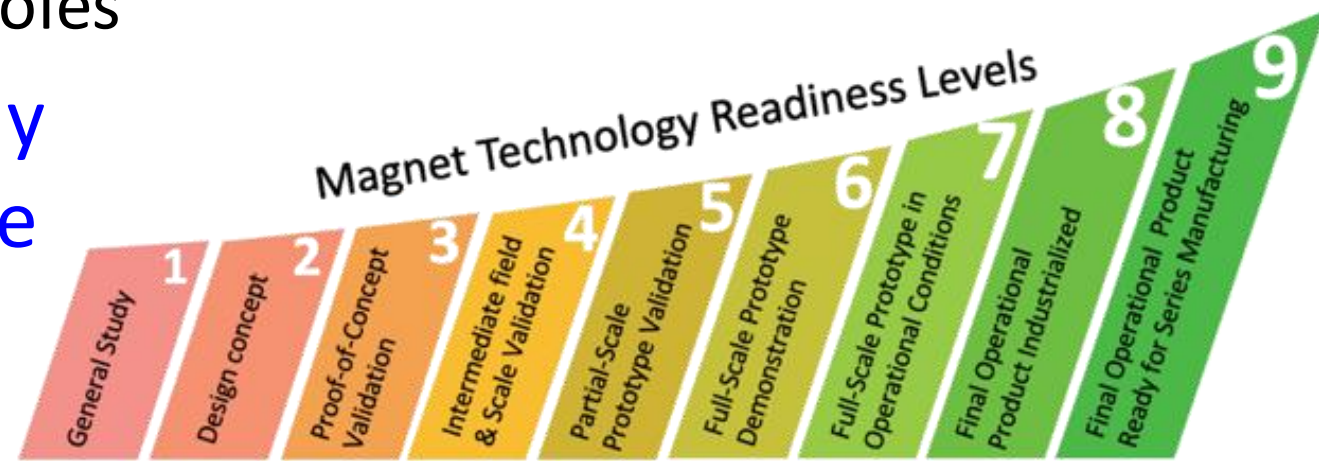 oles
y
e
Magnet Technology Readiness Levels
1
General Study
2
Design concept
3
Proof-of-Concept
Validation
4
Intermediate field
& Scale Validation
5
Partial-Scale
Prototype Validation
6
Full-Scale Prototype
Demonstration
7
Full-Scale Prototype in
Operational Conditions
8
Final Operational
Product Industrialized
9
Final Operational Product
Ready for Series Manufacturing